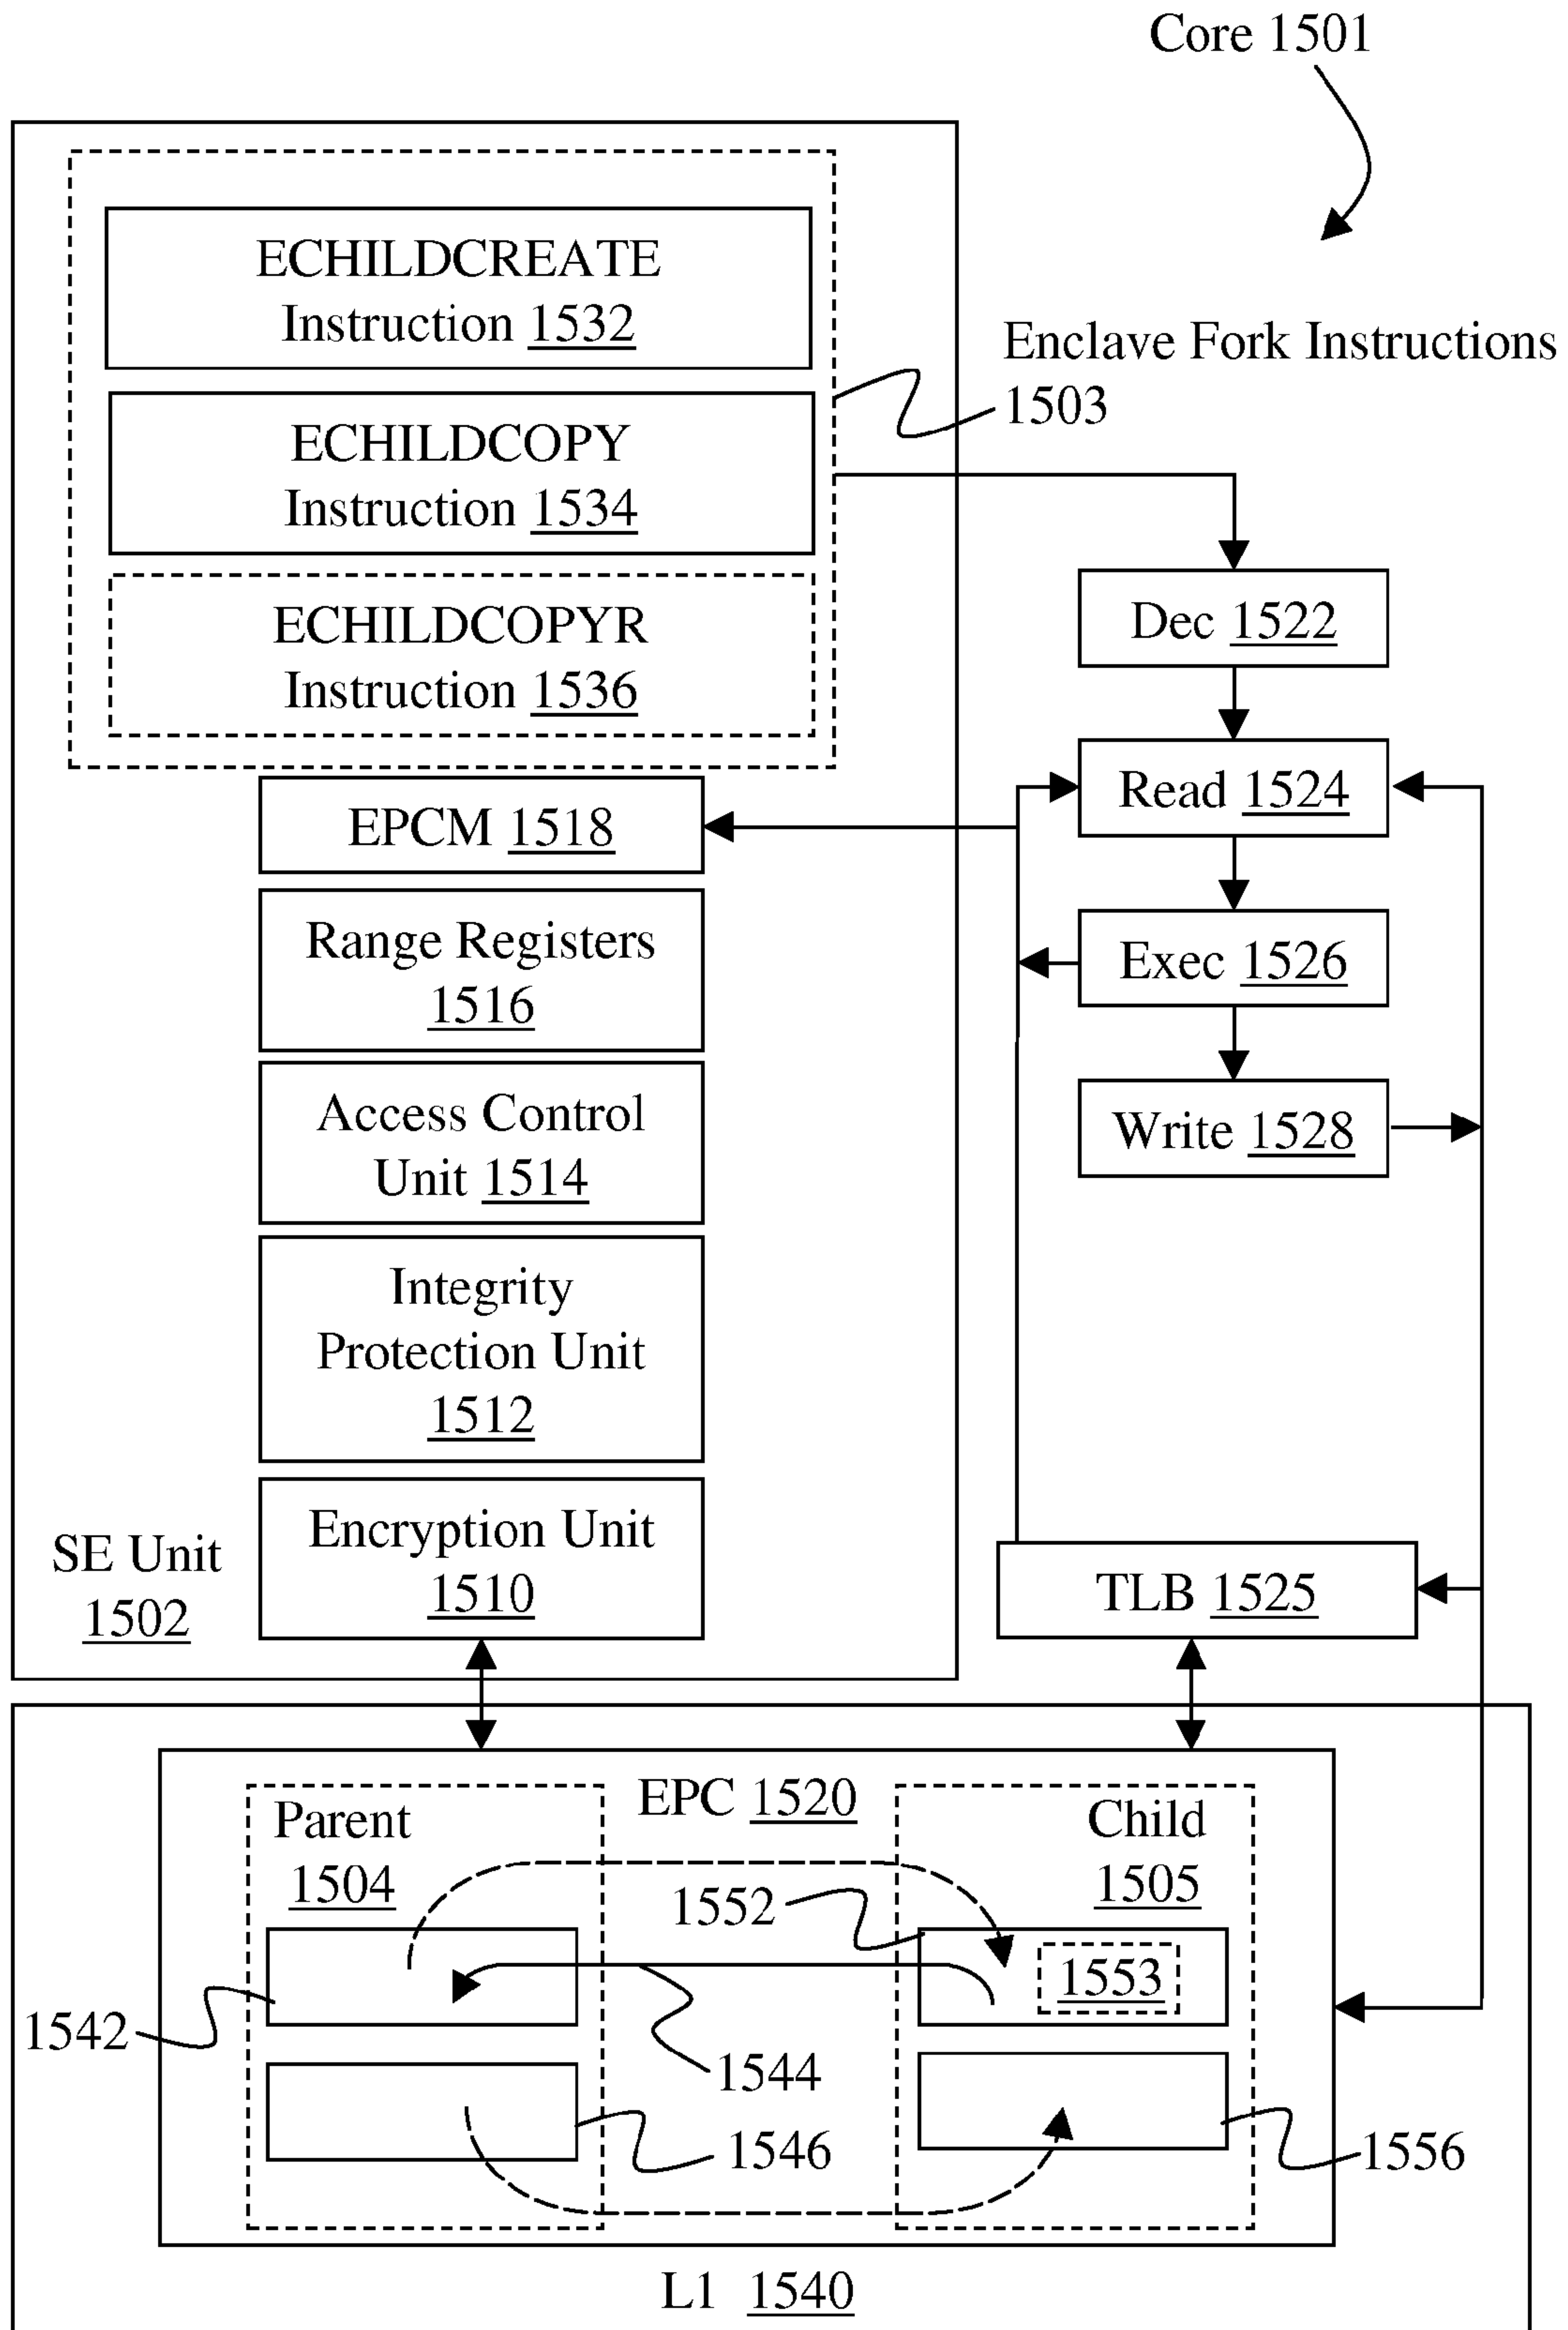 Core 1501
ECHILDCREATE
Instruction 1532
Enclave Fork Instructions
1503
ECHILDCOPY
Instruction 1534
ECHILDCOPYR
Instruction 1536
Dec 1522
Read 1524
Exec 1526
Write 1528
EPCM 1518
Range Registers
1516
Access Control
Unit 1514
Integrity
Protection Unit
1512
Encryption Unit
1510
SE Unit
1502
TLB 1525
EPC 1520
Parent
1504
Child
1505
1552
1553
1542
1544
1546
1556
L1 1540